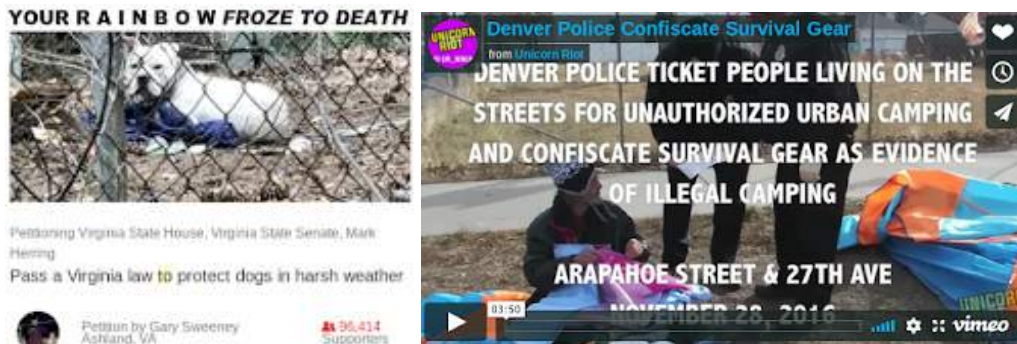 YOUR R A I N B O W FROZE TO DEATH
Petitioning Virginia State House, Virginia State Senate, Mark
Herring
Pass a Virginia law to protect dogs in harsh weather
Petition by Gary Sweeney
Ashland, VA
96,414
Supporters
UNICORN
RIOT
Denver Police Confiscate Survival Gear
from Unicorn Riot
DENVER POLICE TICKET PEOPLE LIVING ON THE
STREETS FOR UNAUTHORIZED URBAN CAMPING
AND CONFISCATE SURVIVAL GEAR AS EVIDENCE
OF ILLEGAL CAMPING
ARAPAHOE STREET & 27TH AVE
NOVEMBER 28, 2016
UNICOR
03:50
vimeo